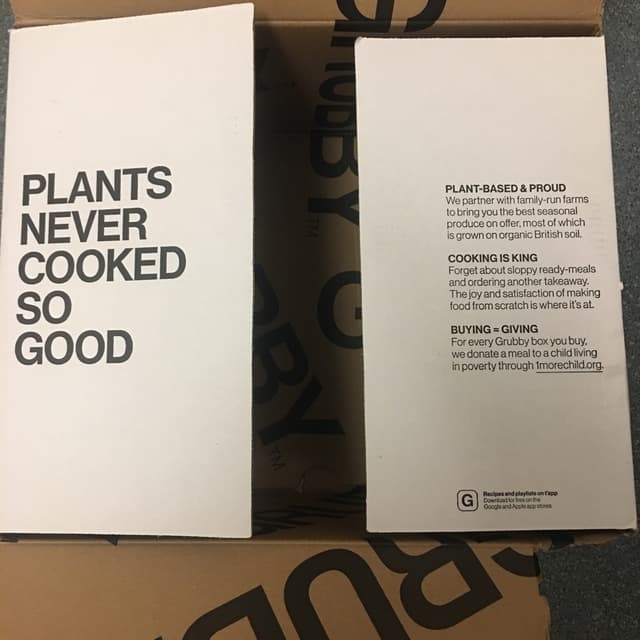 PLANTS
NEVER
COOKED
SO
GOOD
PLANT-BASED & PROUD
We partner with family-run farms
to bring you the best seasonal
produce on offer, most of which
is grown on organic British soil.
COOKING IS KING
Forget about sloppy ready-meals
and ordering another takeaway.
The joy and satisfaction of making
food from scratch is where it's at.
BUYING = GIVING
For every Grubby box you buy,
we donate a meal to a child living
in poverty through 1morechild.org.
G
Recipes and playlists on t'app
Download for free on the
Google and Apple app stores
GRUBBY™
G
BBY™
GRUB